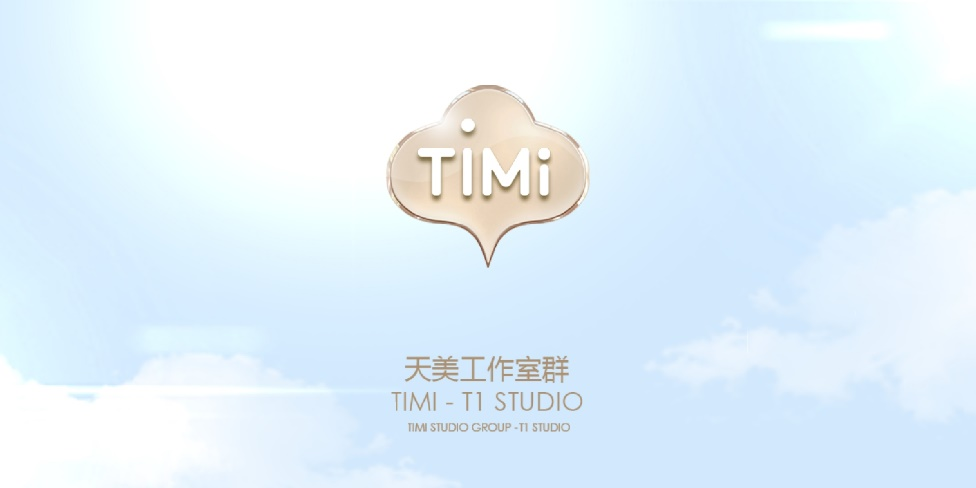 TIMi
天美工作室群
TIMI - T1 STUDIO
TIMI STUDIO GROUP -T1 STUDIO